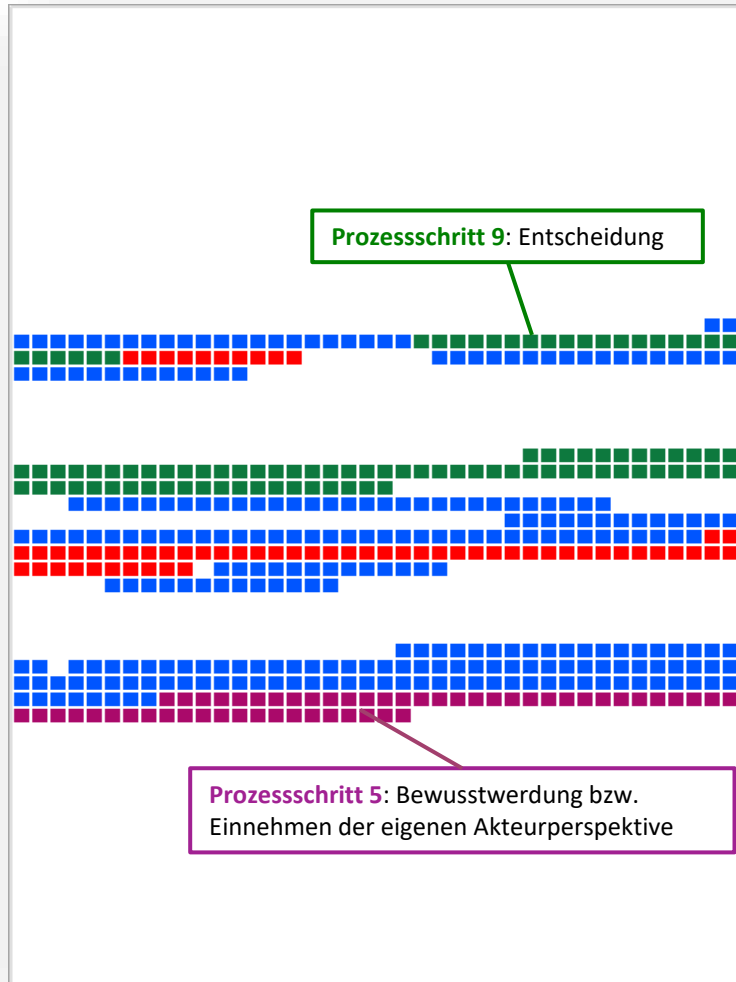 Prozessschritt 9: Entscheidung
Prozessschritt 5: Bewusstwerdung bzw.
Einnehmen der eigenen Akteurperspektive